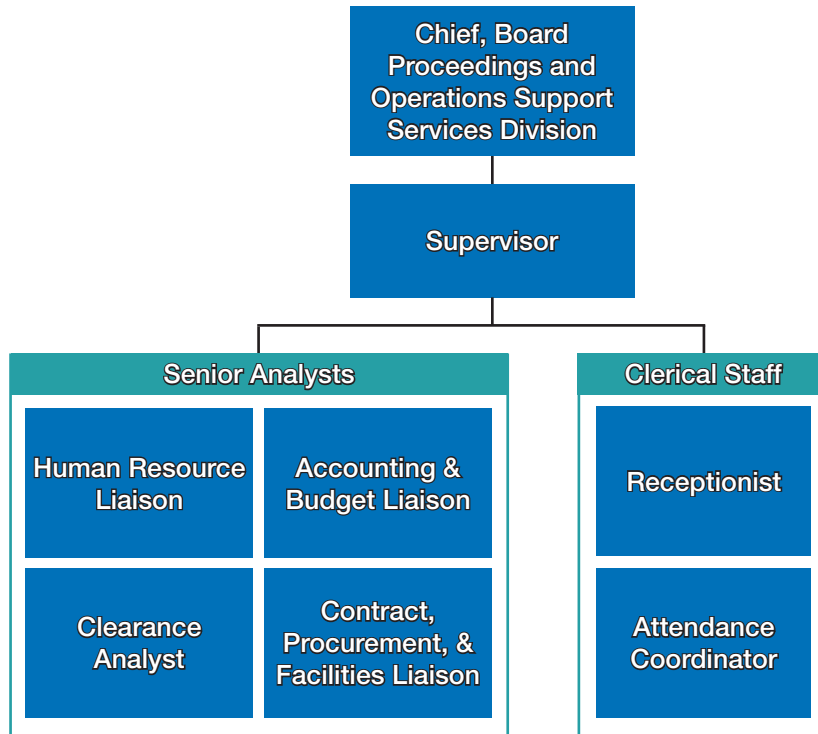 Chief, Board
Proceedings and
Operations Support
Services Division
Supervisor
Senior Analysts
Human Resource
Liaison
Accounting &
Budget Liaison
Clearance
Analyst
Contract,
Procurement, &
Facilities Liaison
Clerical Staff
Receptionist
Attendance
Coordinator